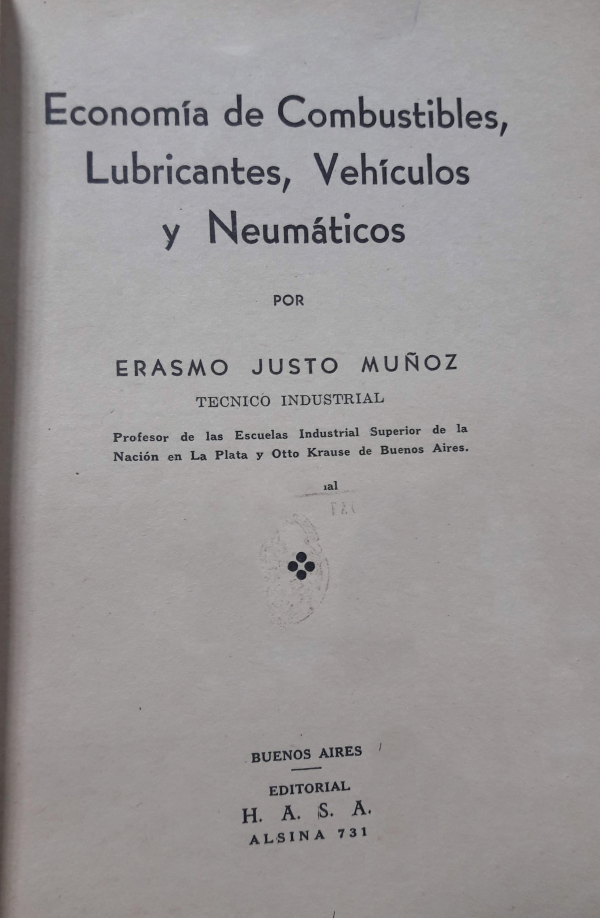 Economía de Combustibles,
Lubricantes, Vehículos
y Neumáticos
POR
ERASMO JUSTO MUÑOZ
TECNICO INDUSTRIAL
Profesor de las Escuelas Industrial Superior de la
Nación en La Plata y Otto Krause de Buenos Aires.
BUENOS AIRES
EDITORIAL
H. A. S. A.
ALSINA 731